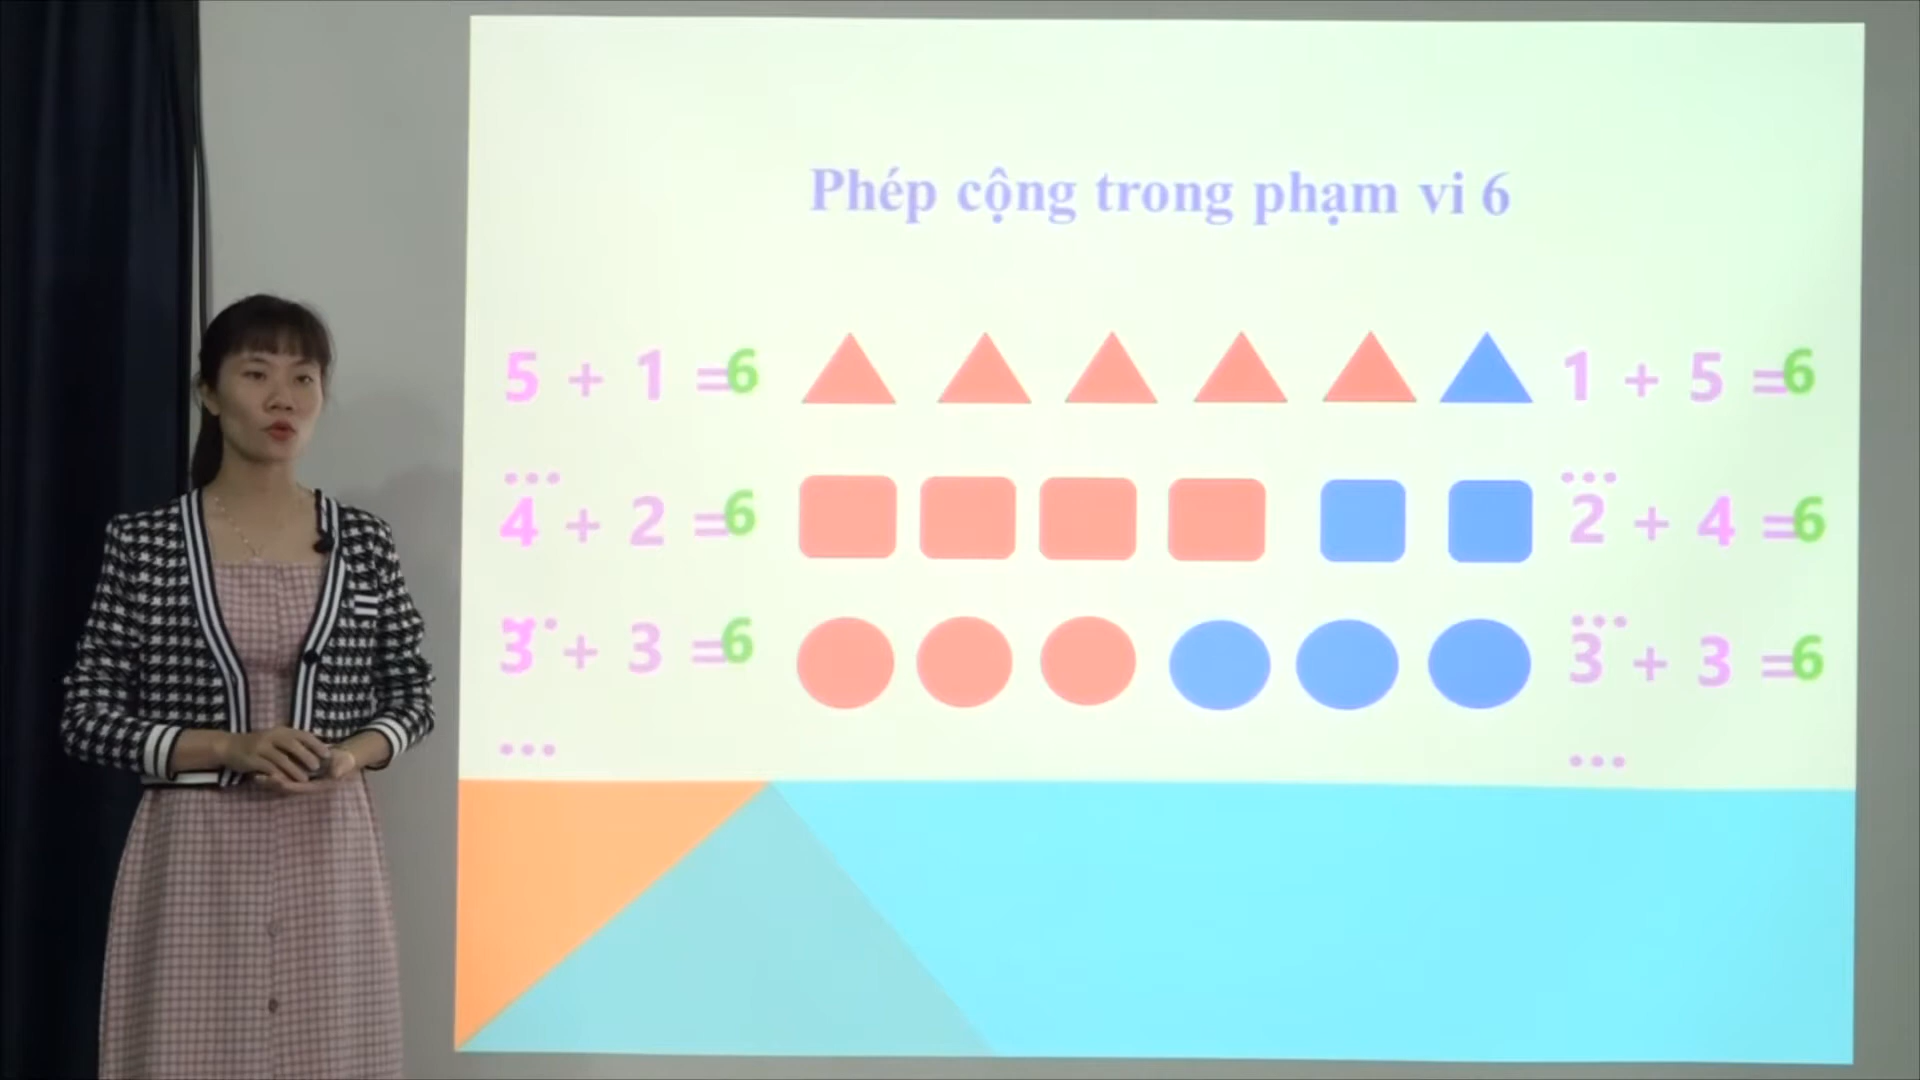 Phép cộng trong phạm vi 6
5 + 1 =6 1 + 5 =6
...
...
4 + 2 =6 2 + 4 =6
...
...
3 + 3 =6 3 + 3 =6
...
...